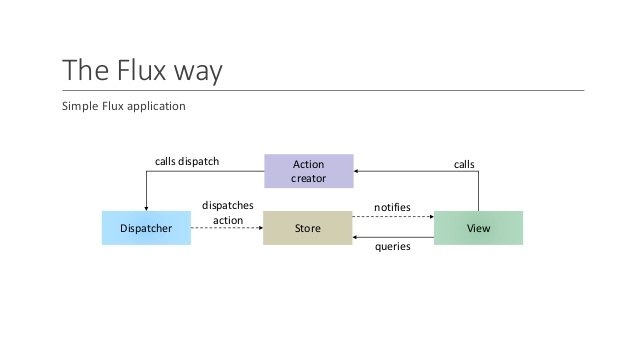 The Flux way
Simple Flux application
calls dispatch
Action
creator
calls
dispatches
action
notifies
Dispatcher
Store
View
queries